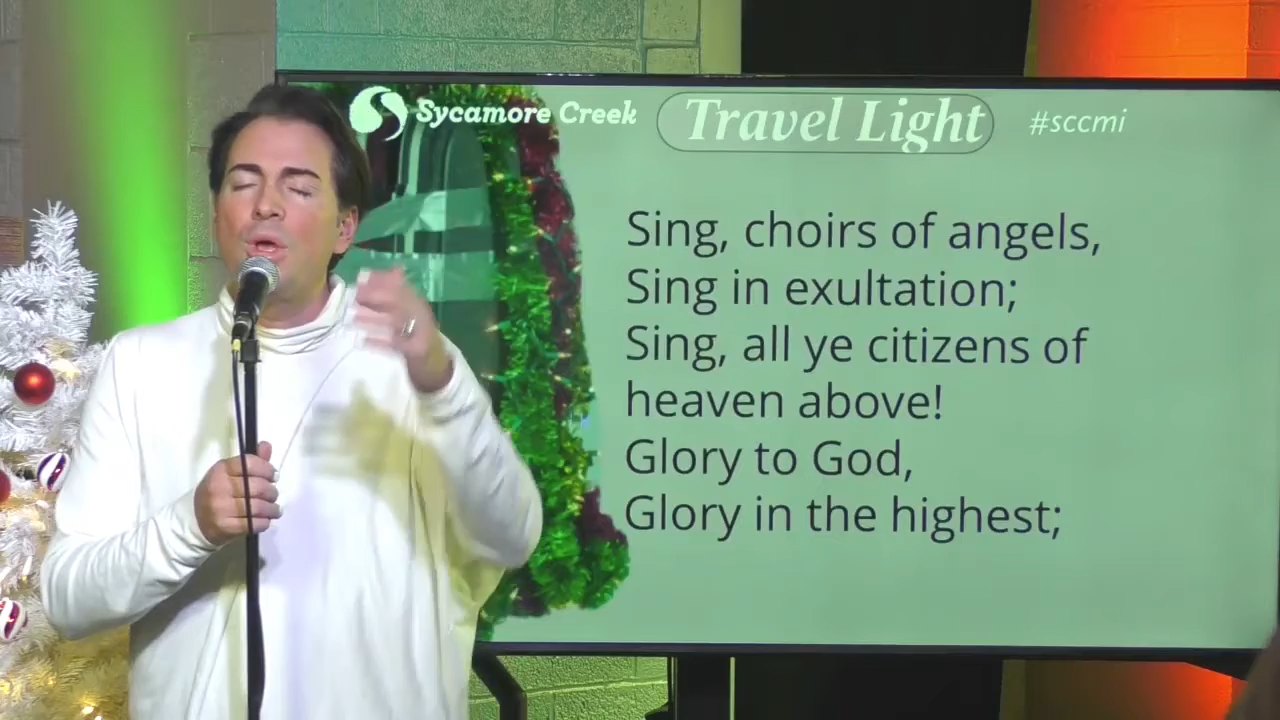 Sycamore Creek
Travel Light
#sccmi
Sing, choirs of angels,
Sing in exultation;
Sing, all ye citizens of
heaven above!
Glory to God,
Glory in the highest;